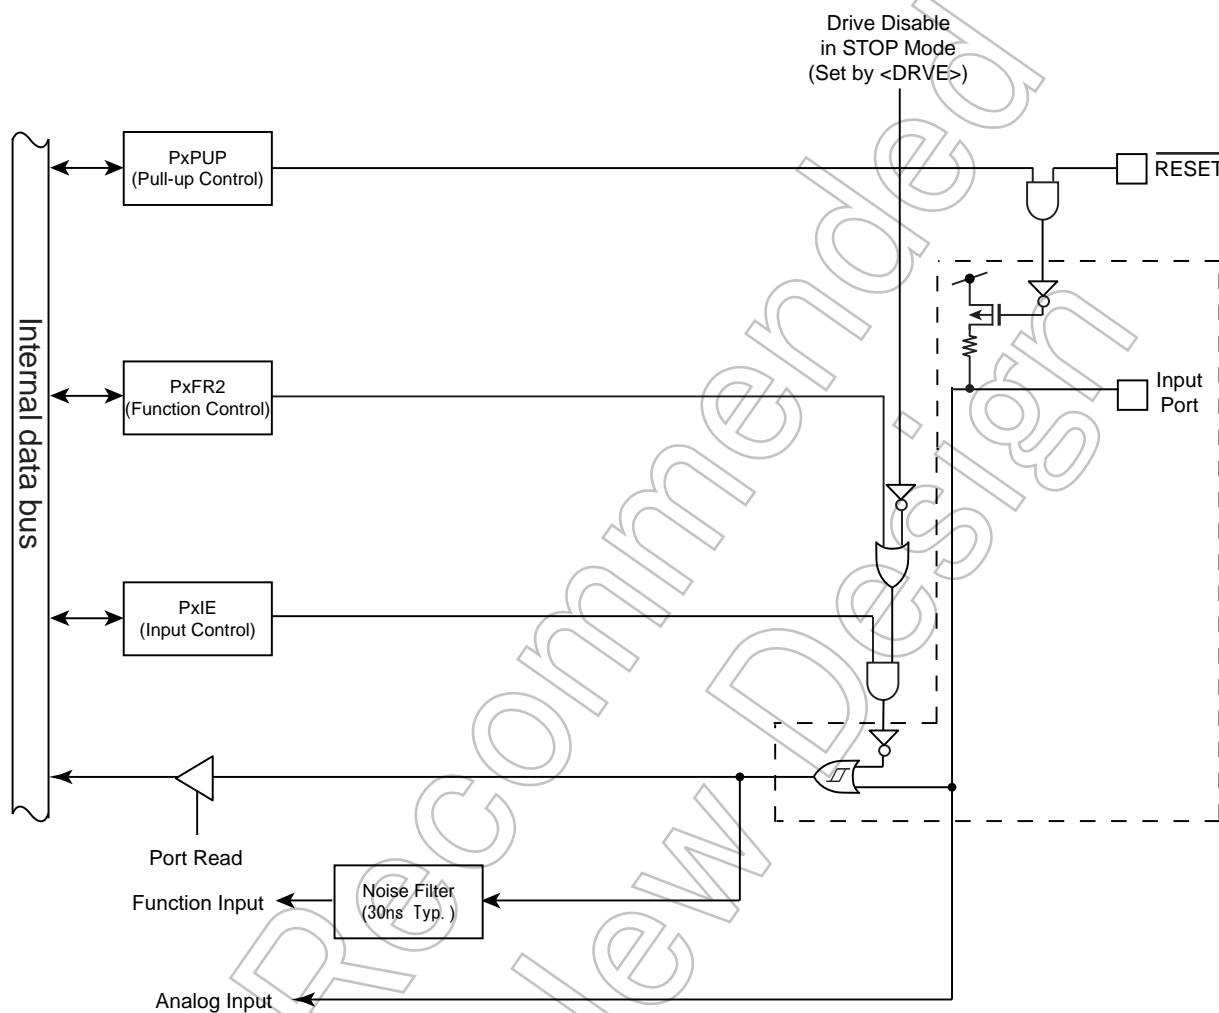 Drive Disable
in STOP Mode
(Set by <DRVE>)
PxPUP
(Pull-up Control)
RESET
Internal data bus
PxFR2
(Function Control)
Input
Port
PxIE
(Input Control)
Port Read
Function Input
Noise Filter
(30ns Typ. )
Analog Input
Recommended
New Design